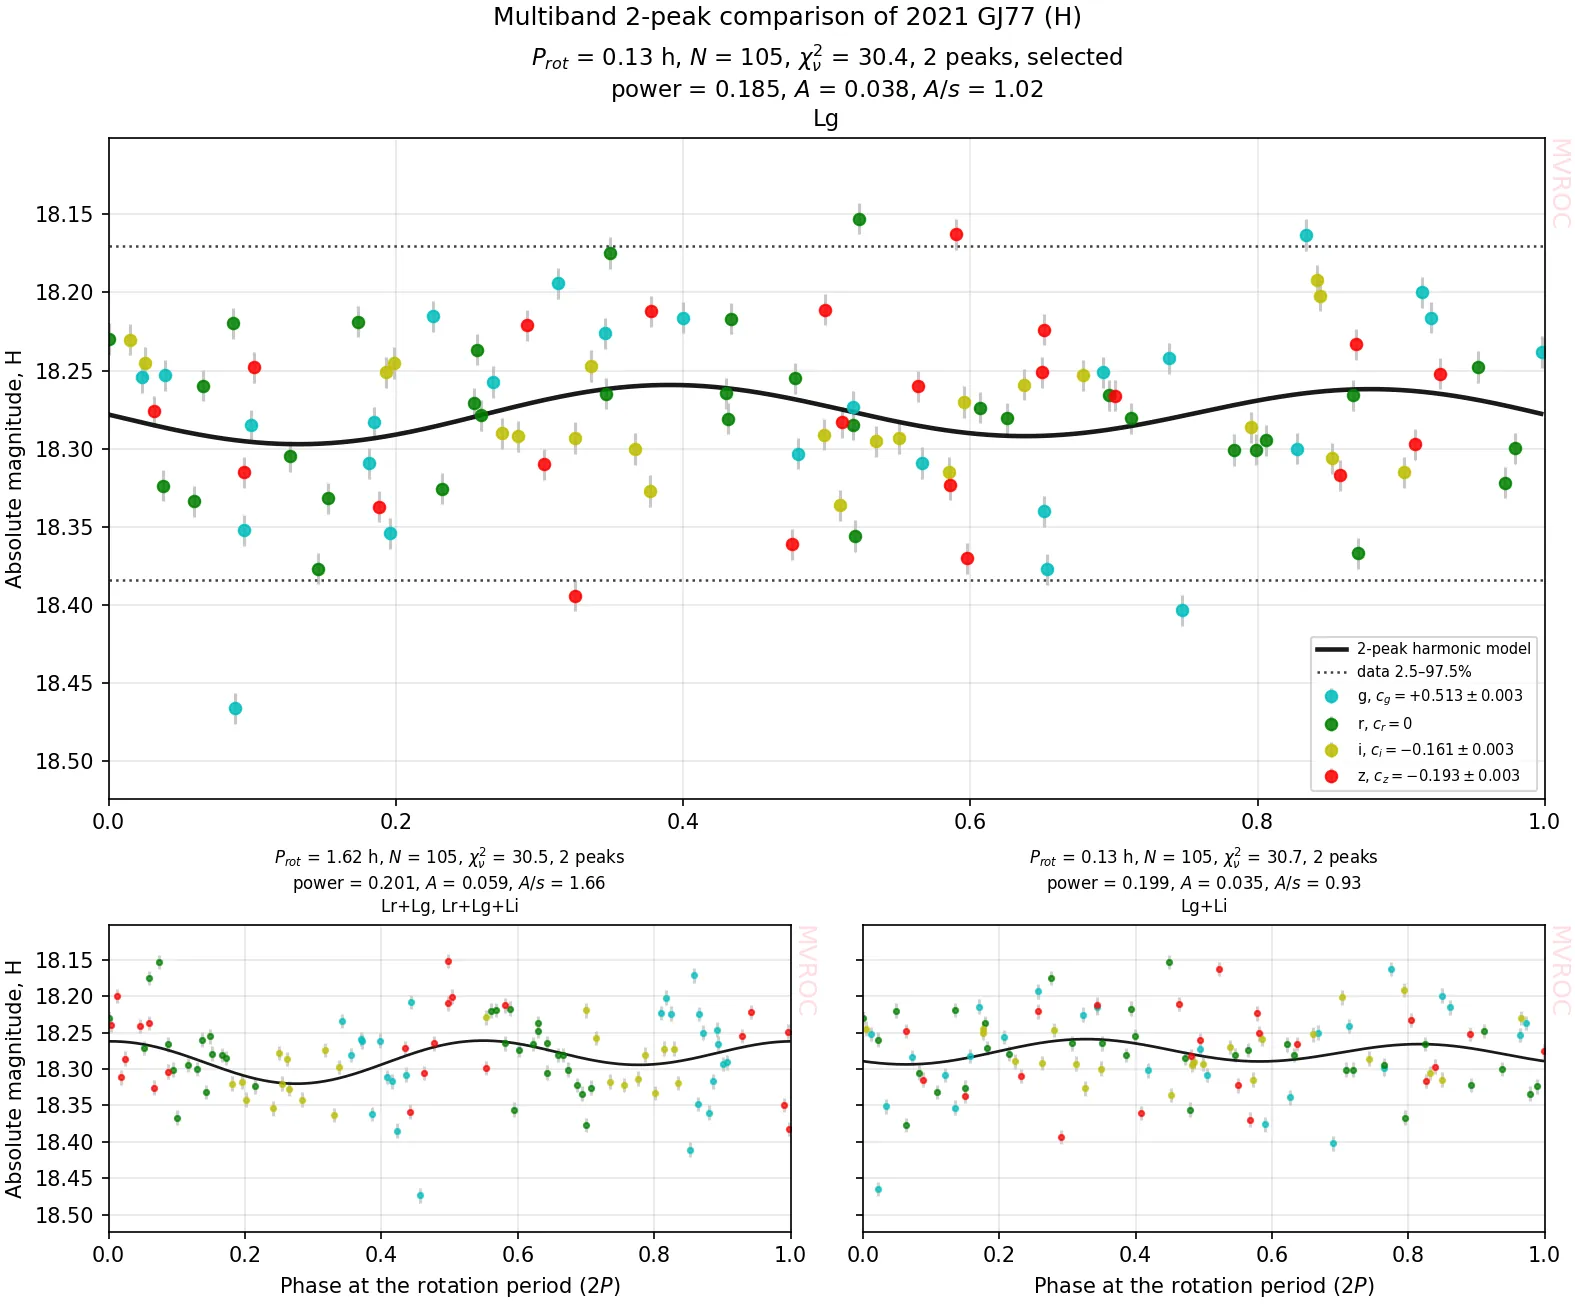 Multiband 2-peak comparison of 2021 GJ77 (H)
P_rot = 0.13 h, N = 105, χ²_ν = 30.4, 2 peaks, selected
power = 0.185, A = 0.038, A/s = 1.02
Lg
MVROC
18.15
18.20
18.25
18.30
18.35
18.40
18.45
18.50
Absolute magnitude, H
2-peak harmonic model
data 2.5–97.5%
g, c_g = +0.513 ± 0.003
r, c_r = 0
i, c_i = −0.161 ± 0.003
z, c_z = −0.193 ± 0.003
0.0 0.2 0.4 0.6 0.8 1.0
P_rot = 1.62 h, N = 105, χ²_ν = 30.5, 2 peaks
power = 0.201, A = 0.059, A/s = 1.66
Lr+Lg, Lr+Lg+Li
MVROC
18.15
18.20
18.25
18.30
18.35
18.40
18.45
18.50
Absolute magnitude, H
0.0 0.2 0.4 0.6 0.8 1.0
Phase at the rotation period (2P)
P_rot = 0.13 h, N = 105, χ²_ν = 30.7, 2 peaks
power = 0.199, A = 0.035, A/s = 0.93
Lg+Li
MVROC
0.0 0.2 0.4 0.6 0.8 1.0
Phase at the rotation period (2P)